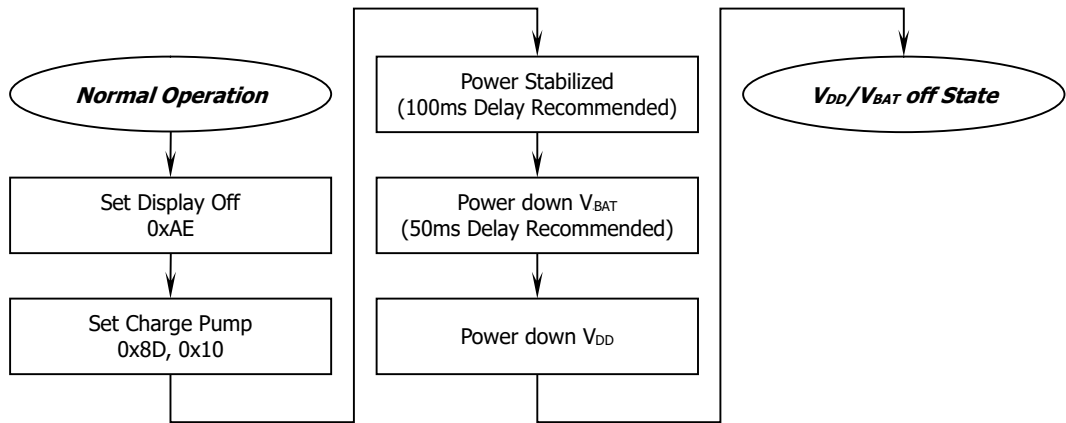 Normal Operation
Set Display Off
0xAE
Set Charge Pump
0x8D, 0x10
Power Stabilized
(100ms Delay Recommended)
Power down VBAT
(50ms Delay Recommended)
Power down VDD
VDD/VBAT off State